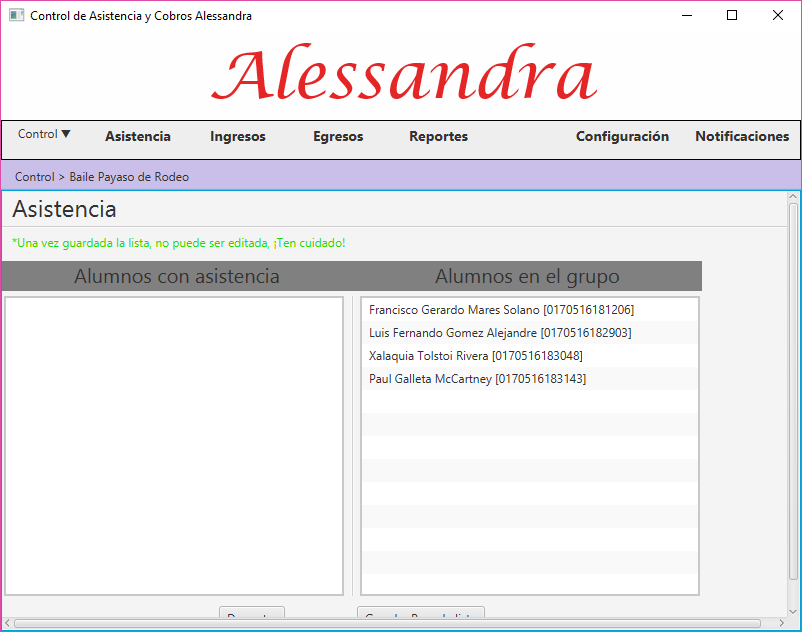 Control de Asistencia y Cobros Alessandra
Alessandra
Control ▼ Asistencia Ingresos Egresos Reportes Configuración Notificaciones
Control > Baile Payaso de Rodeo
Asistencia
*Una vez guardada la lista, no puede ser editada, ¡Ten cuidado!
Alumnos con asistencia Alumnos en el grupo
Francisco Gerardo Mares Solano [0170516181206]
Luis Fernando Gomez Alejandre [0170516182903]
Xalaquia Tolstoi Rivera [0170516183048]
Paul Galleta McCartney [0170516183143]